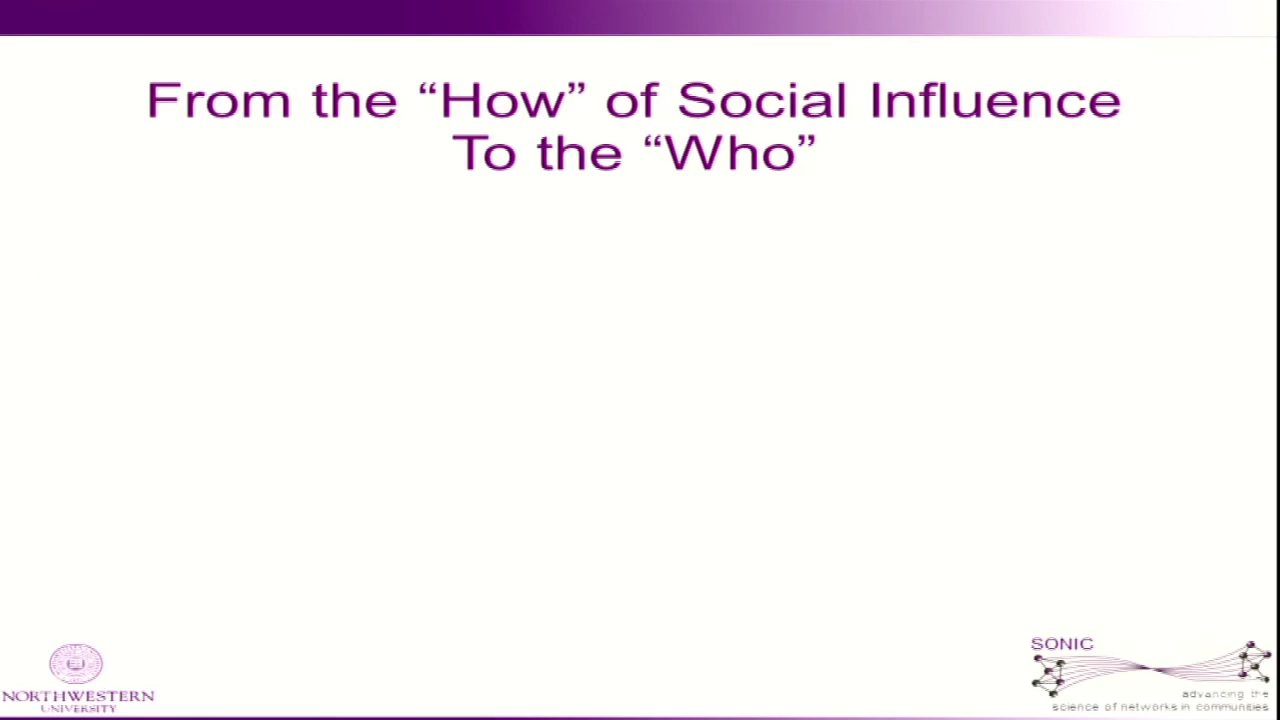 From the “How” of Social Influence
To the “Who”
SONIC
advancing the
science of networks in communities
NORTHWESTERN
UNIVERSITY